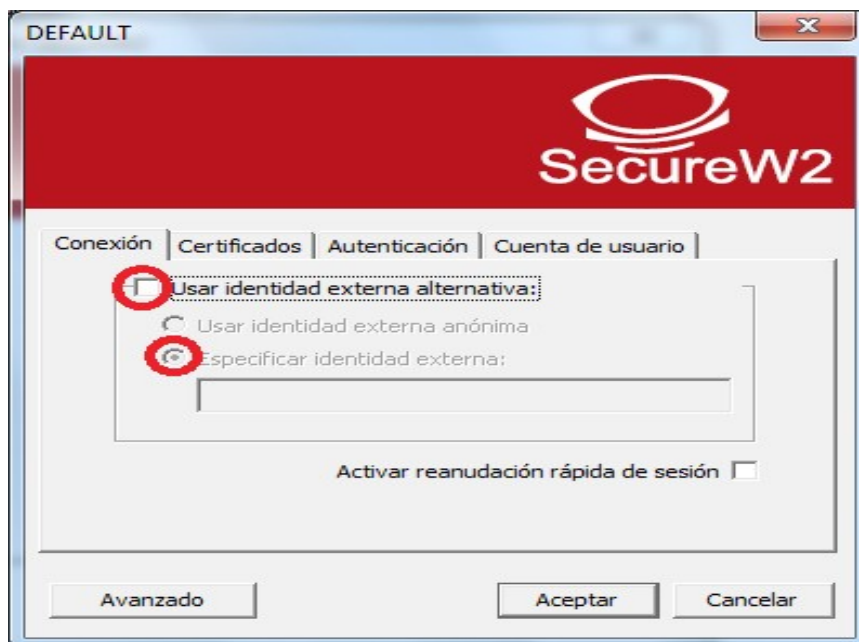 DEFAULT
SecureW2
Conexión Certificados Autenticación Cuenta de usuario
Usar identidad externa alternativa:
Usar identidad externa anónima
Especificar identidad externa:
Activar reanudación rápida de sesión
Avanzado Aceptar Cancelar